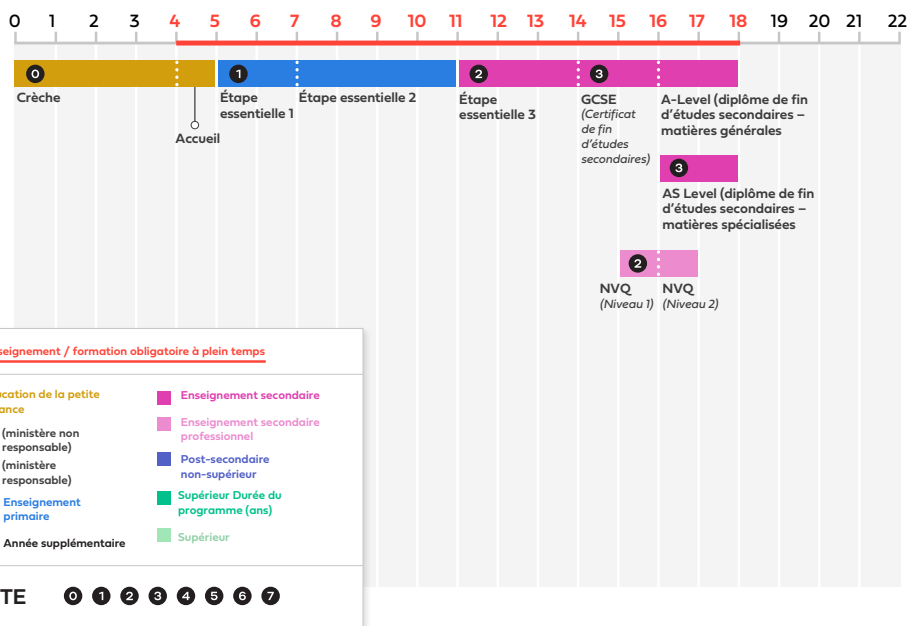 0 1 2 3 4 5 6 7 8 9 10 11 12 13 14 15 16 17 18 19 20 21 22
0 1 2 3
Crèche
Accueil
Étape
essentielle 1
Étape essentielle 2
Étape
essentielle 3
GCSE
(Certificat
de fin
d'études
secondaires)
A-Level (diplôme de fin
d'études secondaires –
matières générales
3
AS Level (diplôme de fin
d'études secondaires –
matières spécialisées
2
NVQ
(Niveau 1)
NVQ
(Niveau 2)
seignement / formation obligatoire à plein temps
cation de la petite
ance
(ministère non
responsable)
(ministère
responsable)
Enseignement
primaire
Année supplémentaire
Enseignement secondaire
Enseignement secondaire
professionnel
Post-secondaire
non-supérieur
Supérieur Durée du
programme (ans)
Supérieur
TE 0 1 2 3 4 5 6 7